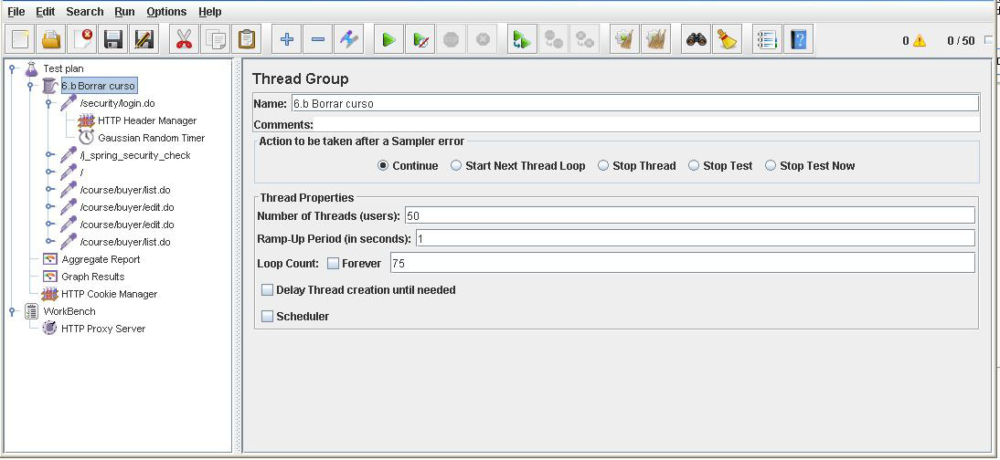 File Edit Search Run Options Help
0 0 / 50
Test plan
6.b Borrar curso
/security/login.do
HTTP Header Manager
Gaussian Random Timer
/j_spring_security_check
/
/course/buyer/list.do
/course/buyer/edit.do
/course/buyer/edit.do
/course/buyer/list.do
Aggregate Report
Graph Results
HTTP Cookie Manager
WorkBench
HTTP Proxy Server
Thread Group
Name: 6.b Borrar curso
Comments:
Action to be taken after a Sampler error
Continue Start Next Thread Loop Stop Thread Stop Test Stop Test Now
Thread Properties
Number of Threads (users): 50
Ramp-Up Period (in seconds): 1
Loop Count: Forever 75
Delay Thread creation until needed
Scheduler